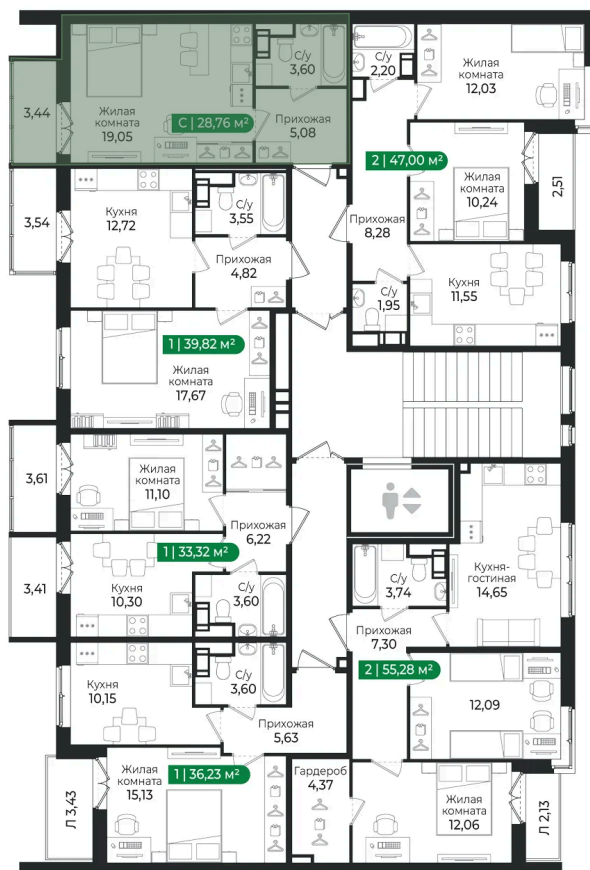 3,44
Жилая
комната
19,05
С | 28,76 м²
С/у
3,60
Прихожая
5,08
С/у
2,20
Жилая
комната
12,03
2 | 47,00 м²
Жилая
комната
10,24
2,51
Прихожая
8,28
С/у
1,95
Кухня
11,55
3,54
Кухня
12,72
С/у
3,55
Прихожая
4,82
1 | 39,82 м²
Жилая
комната
17,67
3,61
Жилая
комната
11,10
Прихожая
6,22
1 | 33,32 м²
3,41
Кухня
10,30
С/у
3,60
С/у
3,74
Кухня-
гостиная
14,65
Прихожая
7,30
2 | 55,28 м²
12,09
Кухня
10,15
С/у
3,60
Прихожая
5,63
1 | 36,23 м²
Жилая
комната
15,13
Л 3,43
Гардероб
4,37
Жилая
комната
12,06
Л 2,13